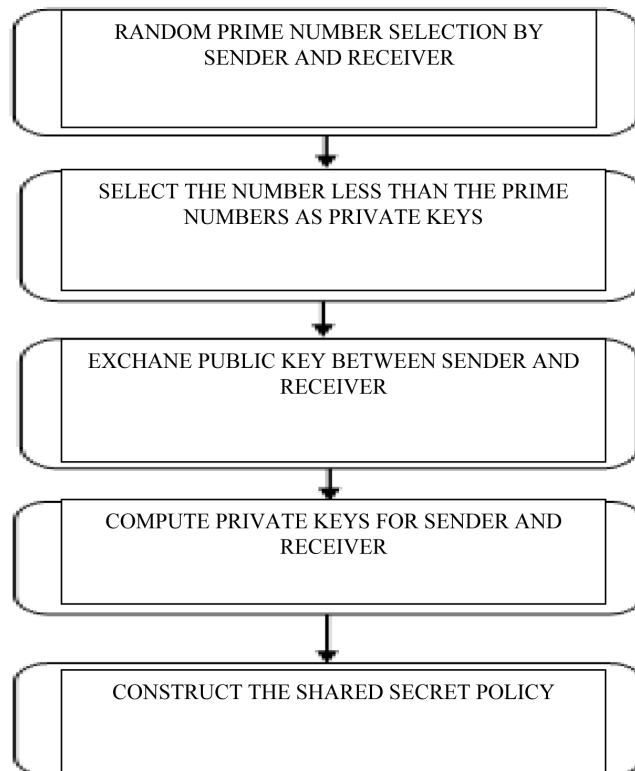 RANDOM PRIME NUMBER SELECTION BY
SENDER AND RECEIVER
SELECT THE NUMBER LESS THAN THE PRIME
NUMBERS AS PRIVATE KEYS
EXCHANE PUBLIC KEY BETWEEN SENDER AND
RECEIVER
COMPUTE PRIVATE KEYS FOR SENDER AND
RECEIVER
CONSTRUCT THE SHARED SECRET POLICY